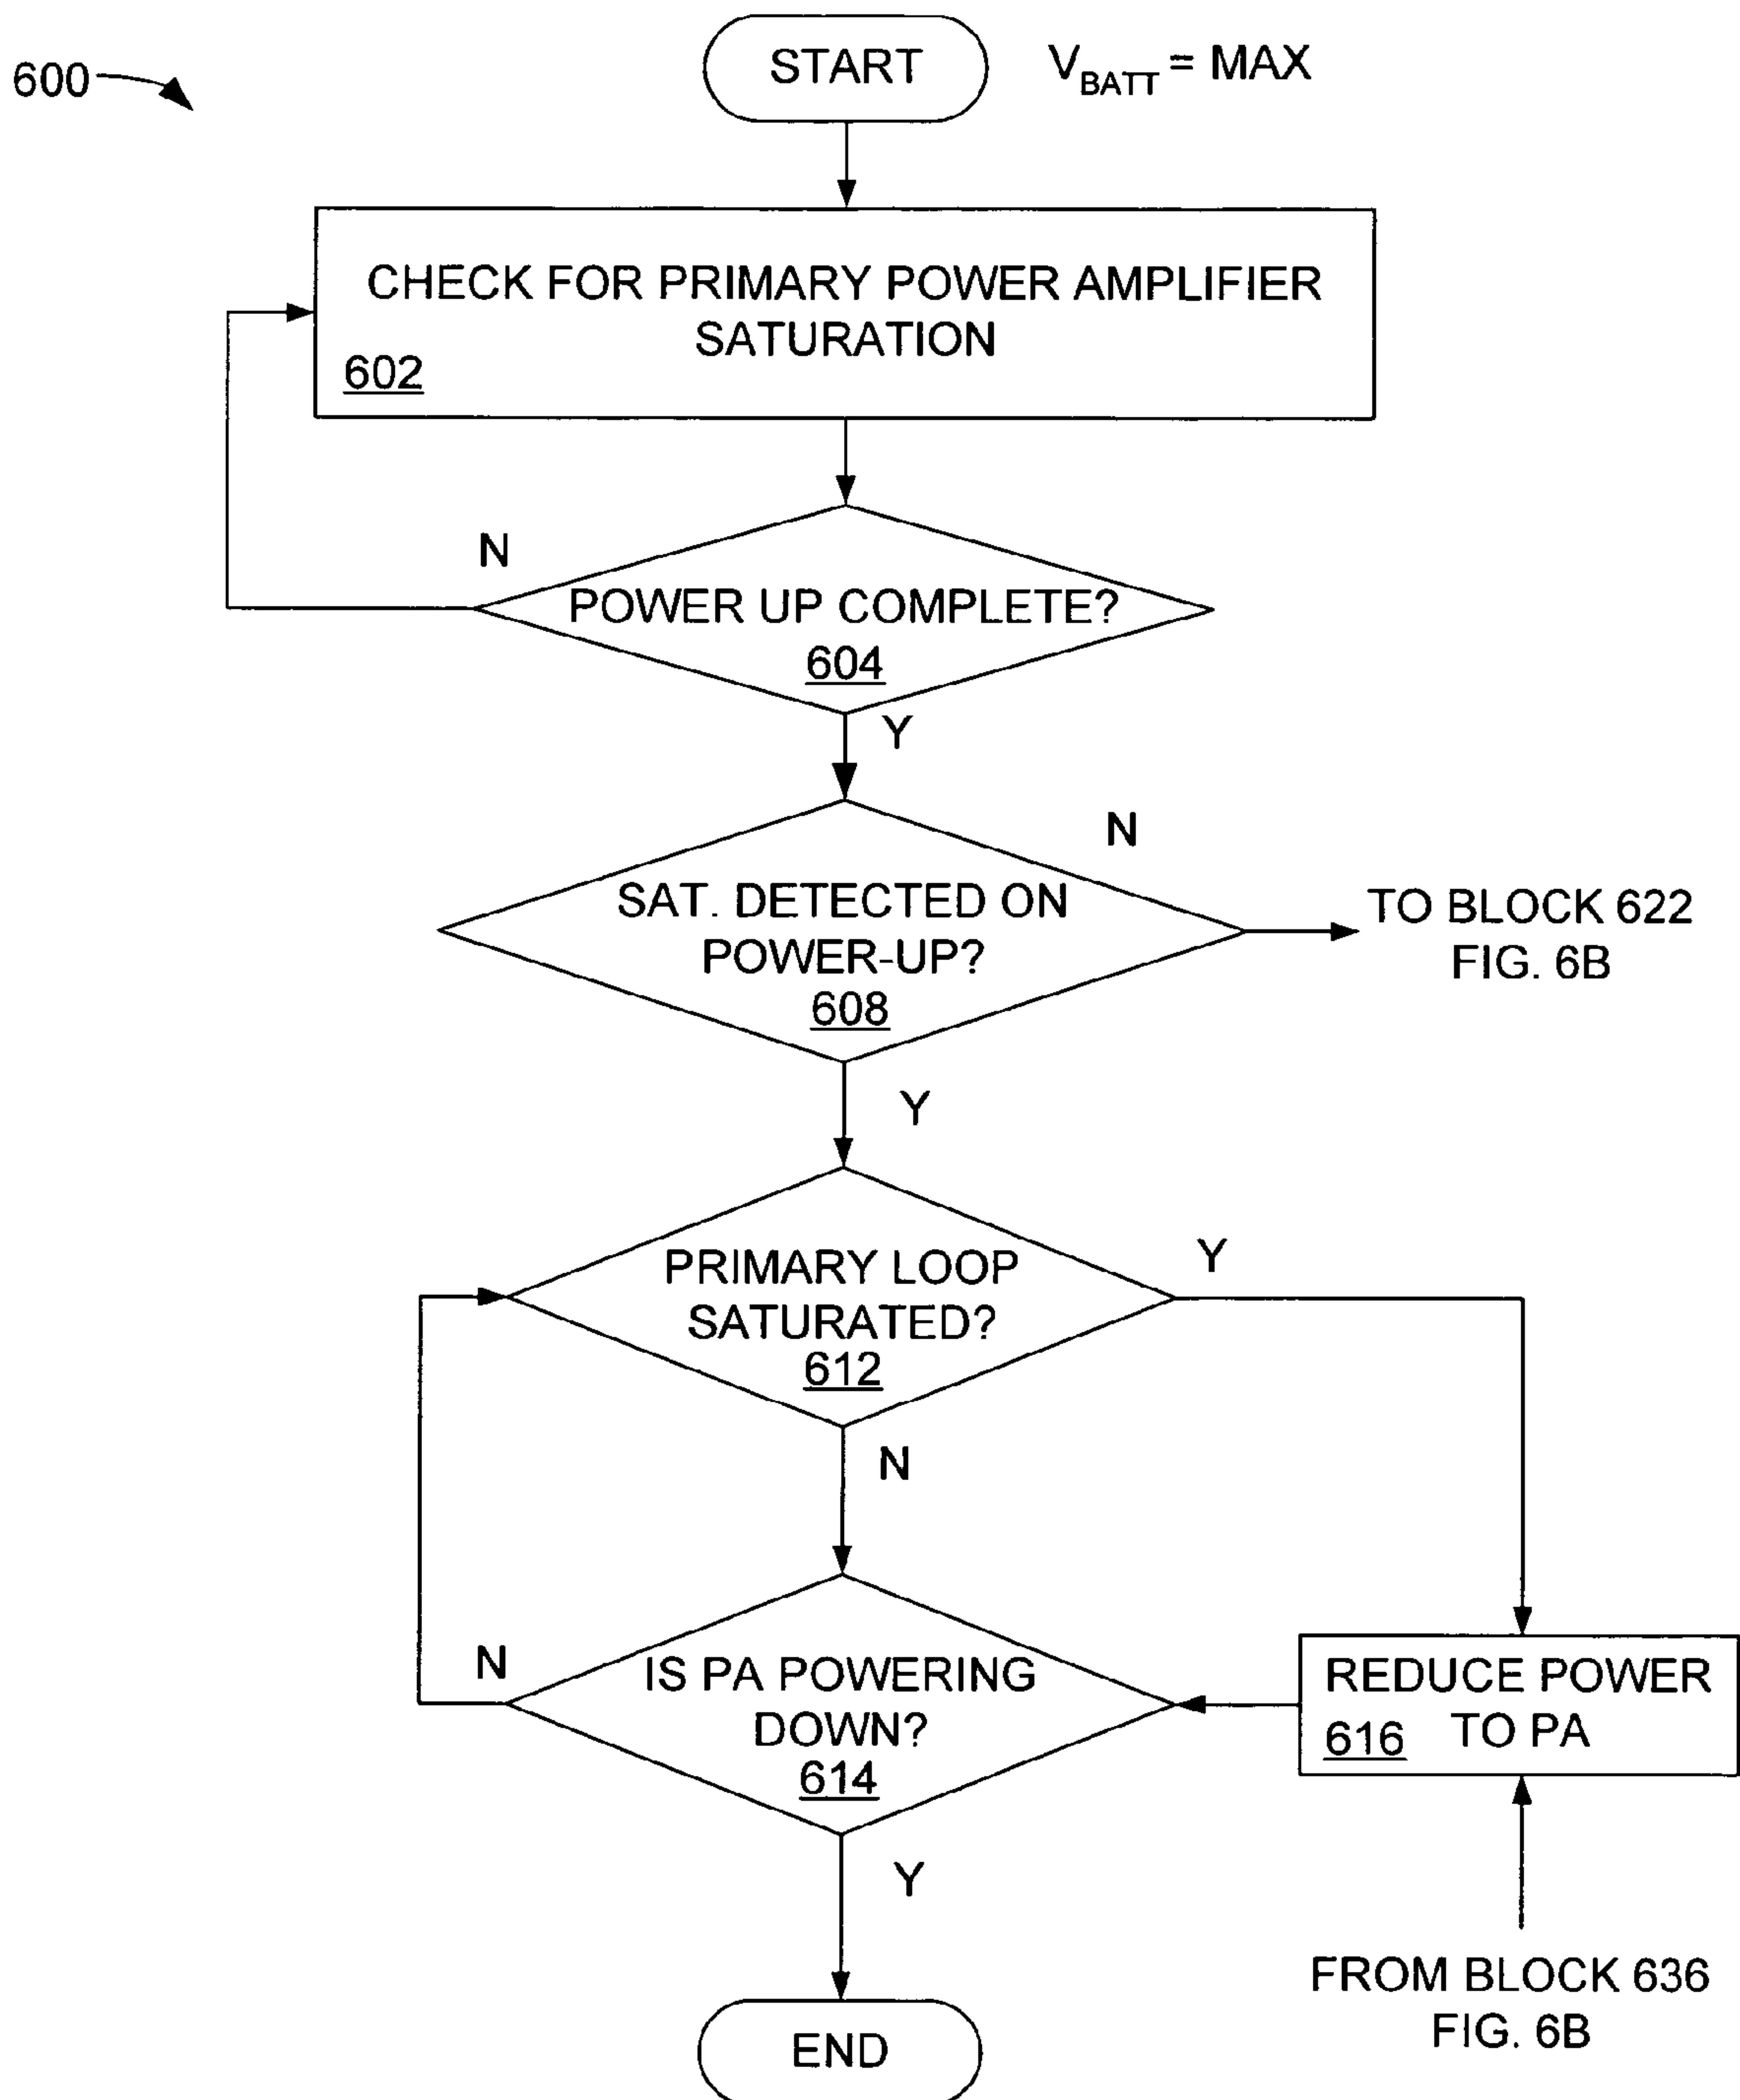 600
START
V_BATT = MAX
CHECK FOR PRIMARY POWER AMPLIFIER
SATURATION
602
N
POWER UP COMPLETE?
604
Y
N
SAT. DETECTED ON
POWER-UP?
608
TO BLOCK 622
FIG. 6B
Y
PRIMARY LOOP
SATURATED?
612
Y
N
N
IS PA POWERING
DOWN?
614
REDUCE POWER
616 TO PA
Y
FROM BLOCK 636
FIG. 6B
END